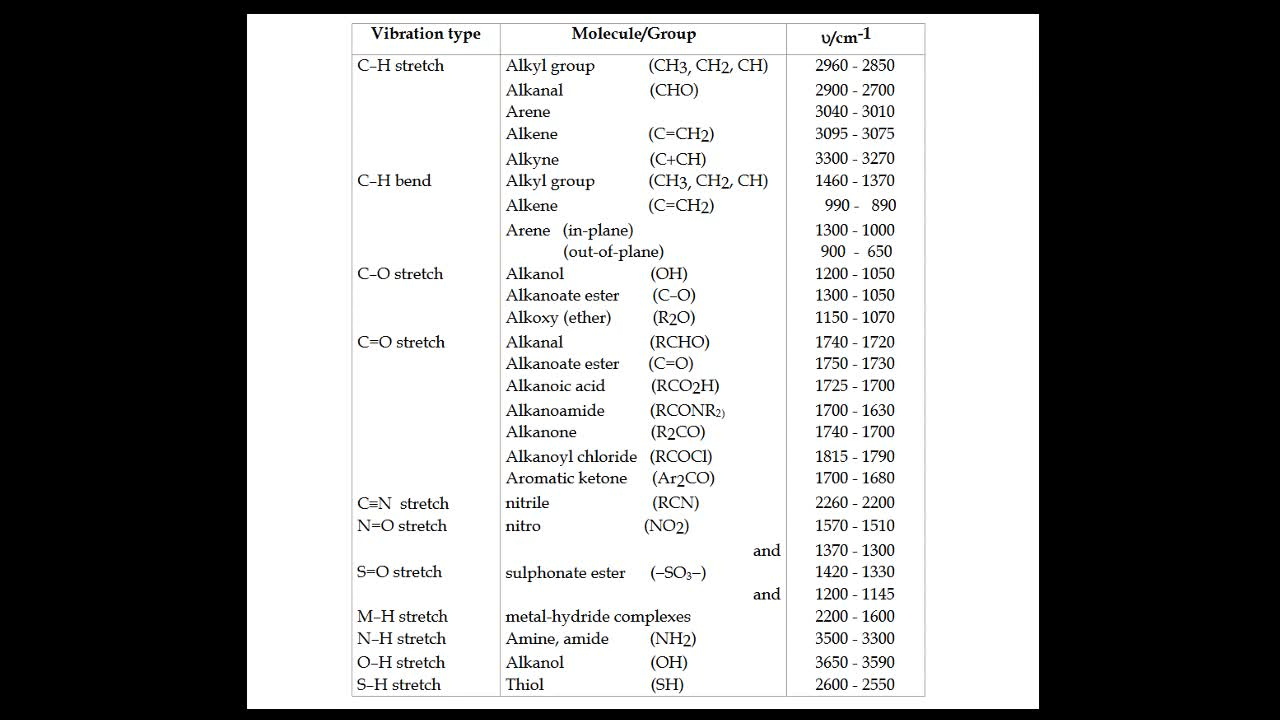 Vibration type Molecule/Group υ/cm-1
C–H stretch Alkyl group (CH3, CH2, CH) 2960 - 2850
Alkanal (CHO) 2900 - 2700
Arene 3040 - 3010
Alkene (C=CH2) 3095 - 3075
Alkyne (C+CH) 3300 - 3270
C–H bend Alkyl group (CH3, CH2, CH) 1460 - 1370
Alkene (C=CH2) 990 - 890
Arene (in-plane) 1300 - 1000
(out-of-plane) 900 - 650
C–O stretch Alkanol (OH) 1200 - 1050
Alkanoate ester (C–O) 1300 - 1050
Alkoxy (ether) (R2O) 1150 - 1070
C=O stretch Alkanal (RCHO) 1740 - 1720
Alkanoate ester (C=O) 1750 - 1730
Alkanoic acid (RCO2H) 1725 - 1700
Alkanoamide (RCONR2) 1700 - 1630
Alkanone (R2CO) 1740 - 1700
Alkanoyl chloride (RCOCl) 1815 - 1790
Aromatic ketone (Ar2CO) 1700 - 1680
C≡N stretch nitrile (RCN) 2260 - 2200
N=O stretch nitro (NO2) 1570 - 1510
and 1370 - 1300
S=O stretch sulphonate ester (–SO3–) 1420 - 1330
and 1200 - 1145
M–H stretch metal-hydride complexes 2200 - 1600
N–H stretch Amine, amide (NH2) 3500 - 3300
O–H stretch Alkanol (OH) 3650 - 3590
S–H stretch Thiol (SH) 2600 - 2550